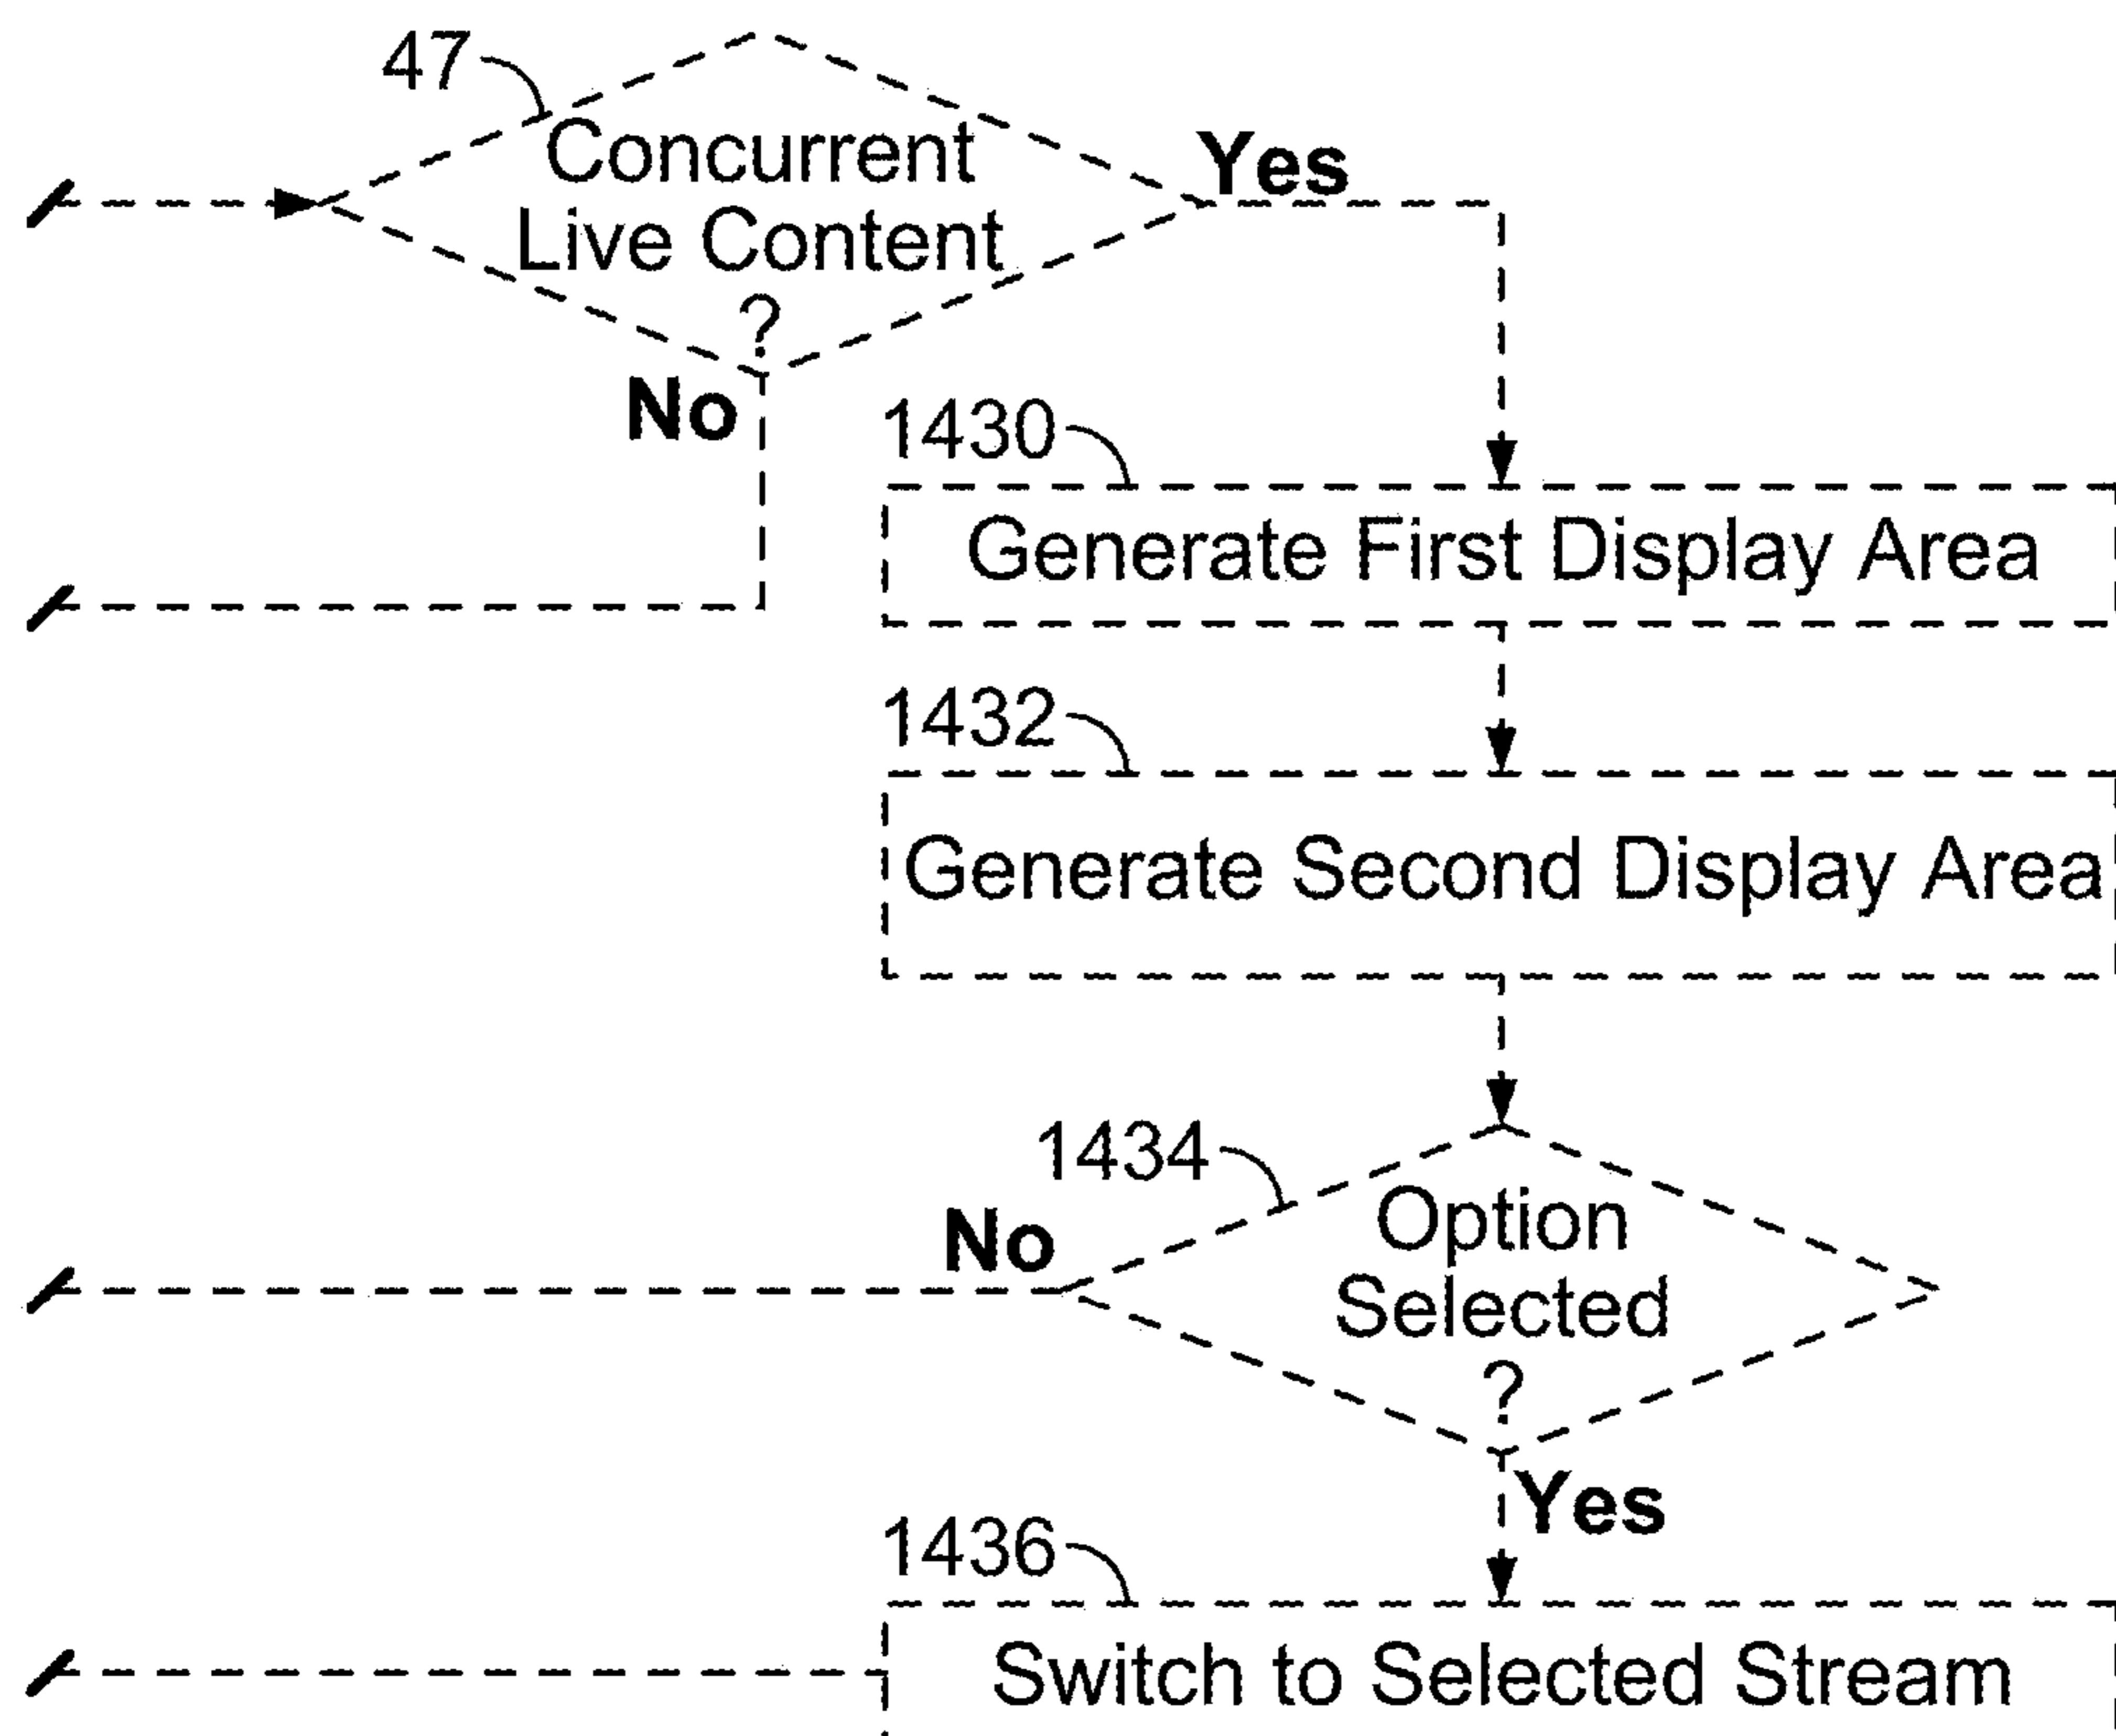 47
Concurrent
Live Content
?
Yes
No
1430
Generate First Display Area
1432
Generate Second Display Area
1434
No
Option
Selected
?
Yes
1436
Switch to Selected Stream